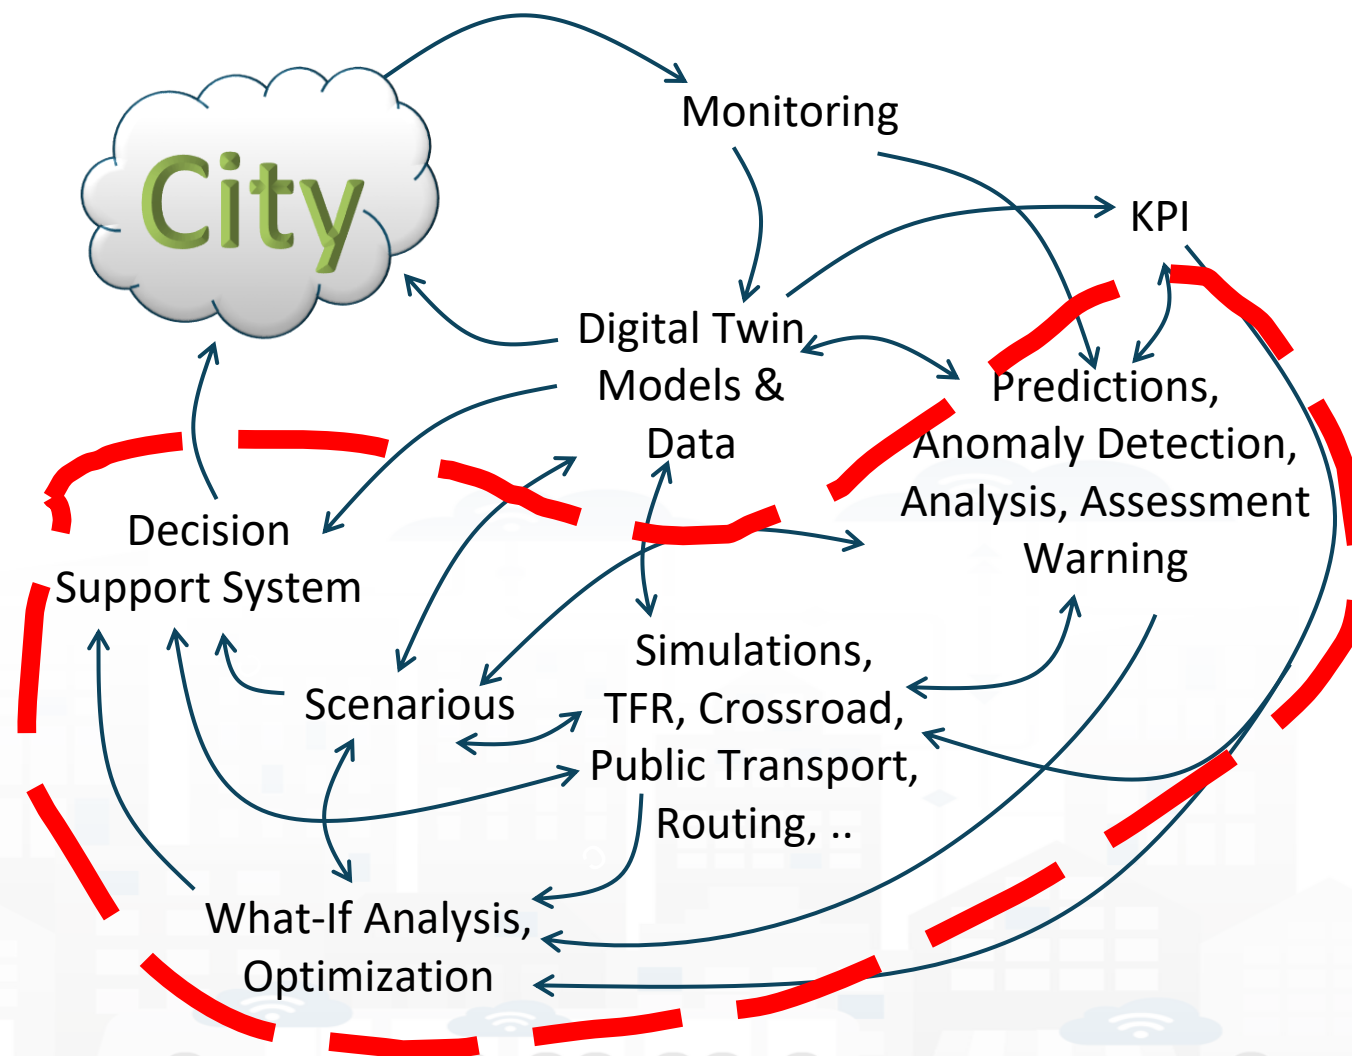 City
Monitoring
KPI
Digital Twin
Models &
Data
Predictions,
Anomaly Detection,
Analysis, Assessment
Warning
Decision
Support System
Scenarious
Simulations,
TFR, Crossroad,
Public Transport,
Routing, ..
What-If Analysis,
Optimization